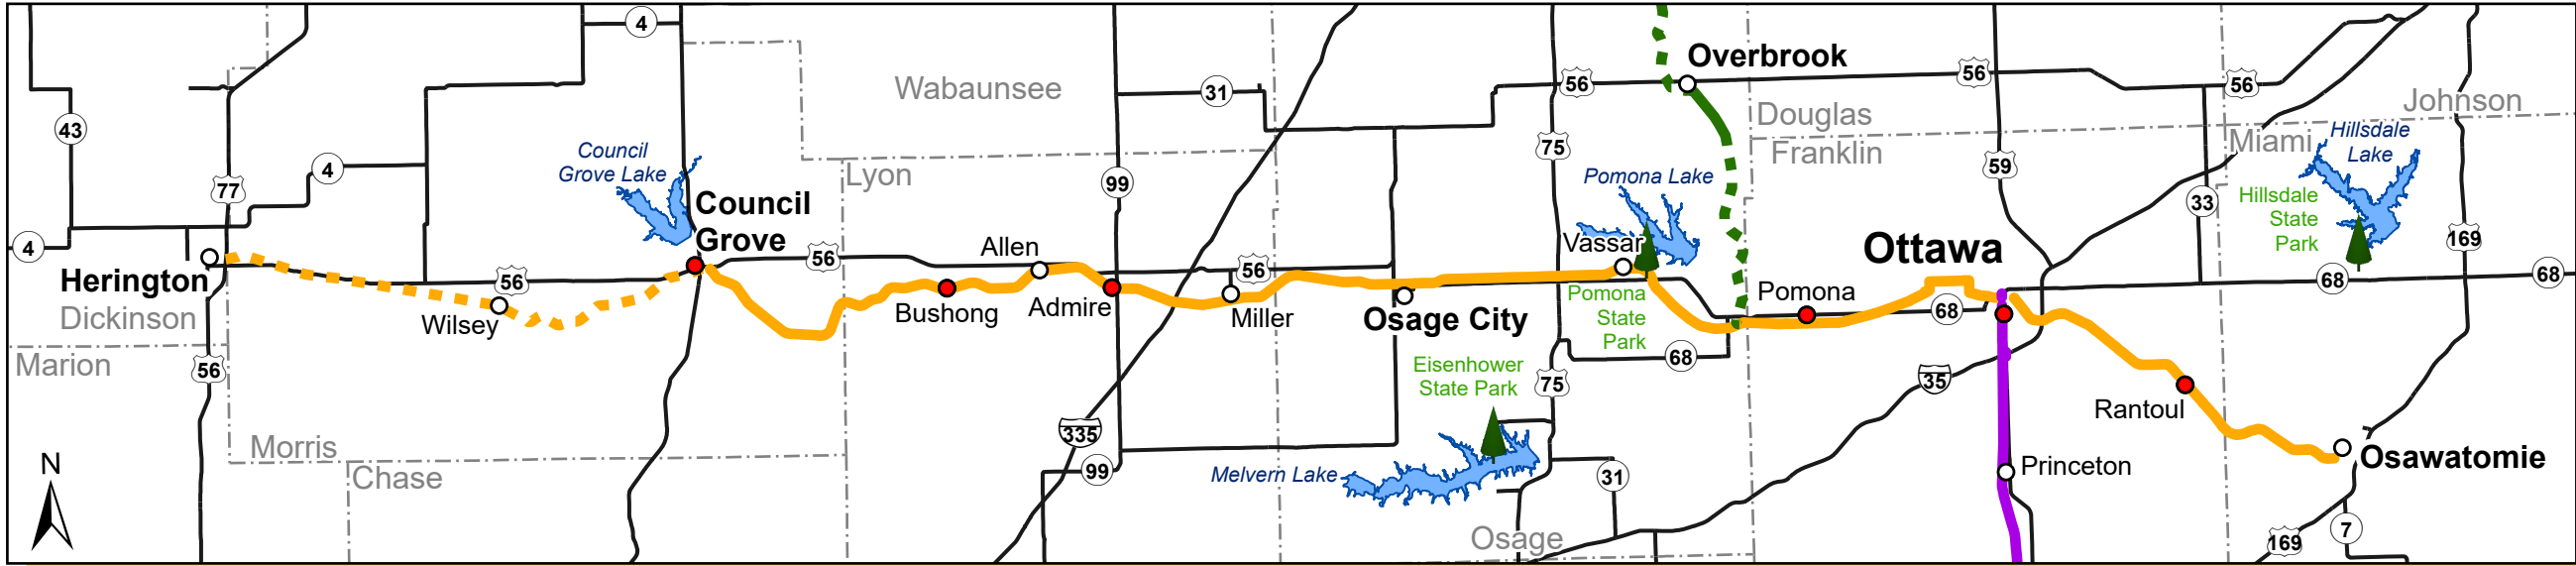 4
Overbrook
56
56
56
Wabaunsee
31
Johnson
43
Douglas
Hillsdale
Lake
Miami
Council
Grove Lake
75
Franklin
4
59
Lyon
Pomona Lake
77
99
Hillsdale
State
Park
33
Council
Grove
169
4
Allen
Vassar
Ottawa
56
56
68
68
Herington
56
Pomona
Dickinson
Wilsey
Bushong
Admire
Miller
Osage City
Pomona
State
Park
68
Marion
56
Eisenhower
State Park
68
75
35
Rantoul
335
Morris
Chase
99
Melvern Lake
31
Princeton
Osawatomie
N
Osage
169
7